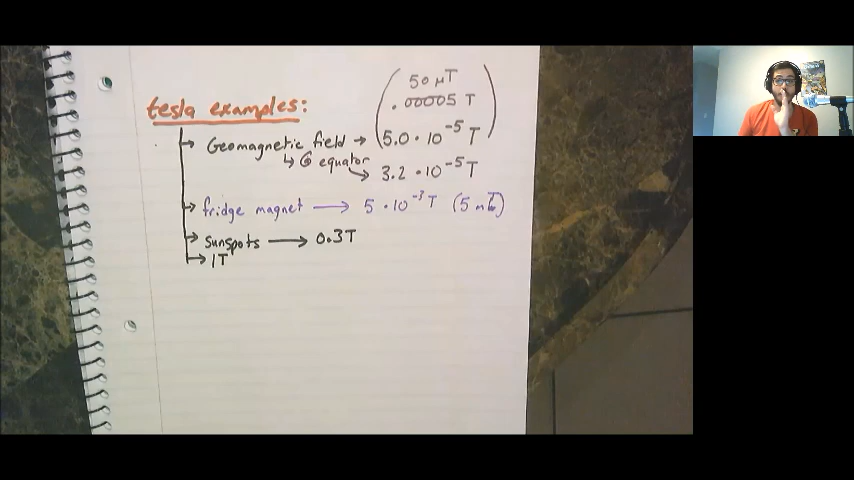 tesla examples:
(50 µT
.00005 T
Geomagnetic field → 5.0 · 10⁻⁵ T)
↳ @ equator → 3.2 · 10⁻⁵ T
fridge magnet → 5 · 10⁻³ T (5 mT)
sunspots → 0.3T
→ 1T